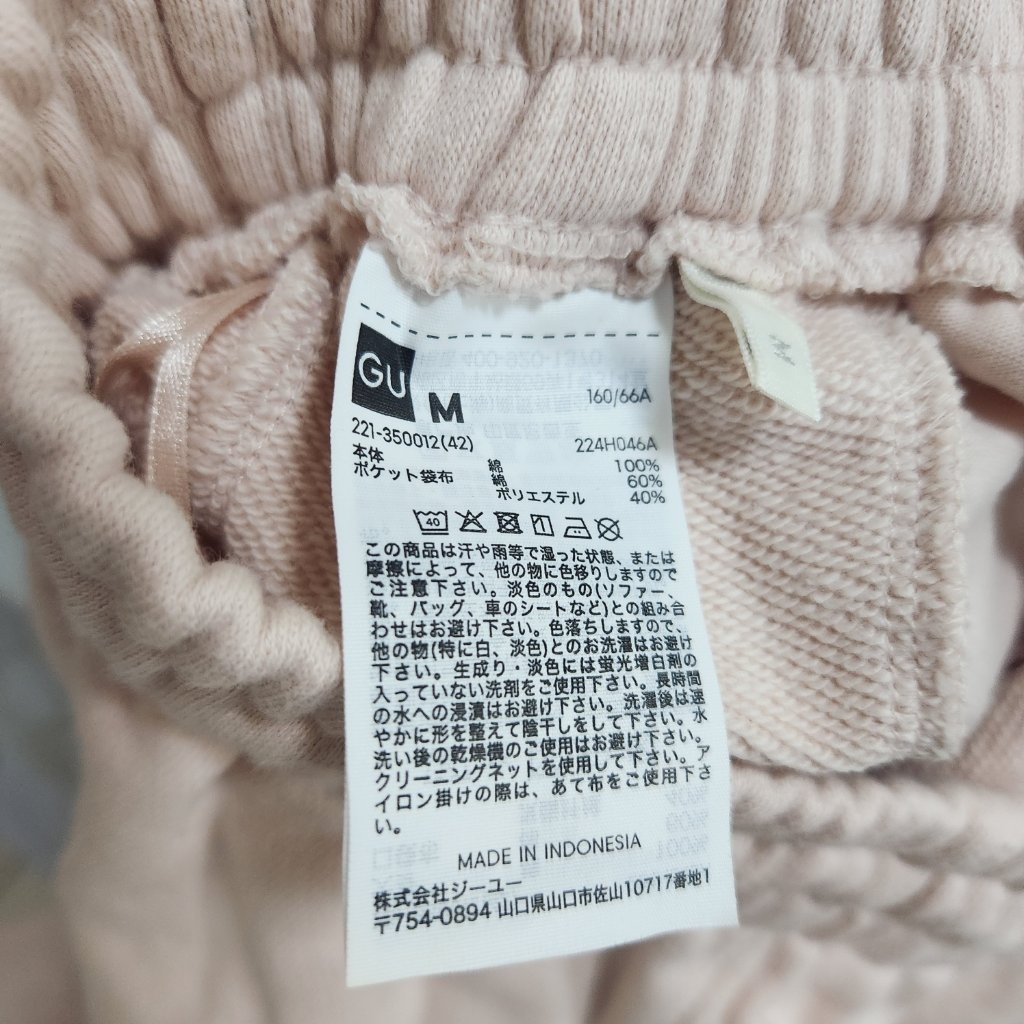 GU M 160/66A
221-350012(42) 224H046A
本体 綿 100%
ポケット袋布 綿 60%
ポリエステル 40%
40
この商品は汗や雨等で湿った状態、または
摩擦によって、他の物に色移りしますので
ご注意下さい。淡色のもの(ソファー、
靴、バッグ、車のシートなど)との組み合
わせはお避け下さい。色落ちしますので、
他の物(特に白、淡色)とのお洗濯はお避け
下さい。生成り・淡色には蛍光増白剤の
入っていない洗剤をご使用下さい。長時間
の水への浸漬はお避け下さい。洗濯後は速
やかに形を整えて陰干しをして下さい。水
洗い後の乾燥機のご使用はお避け下さい。
クリーニングネットを使用して下さい。ア
イロン掛けの際は、あて布をご使用下さ
い。
MADE IN INDONESIA
株式会社ジーユー
〒754-0894 山口県山口市佐山10717番地1
M